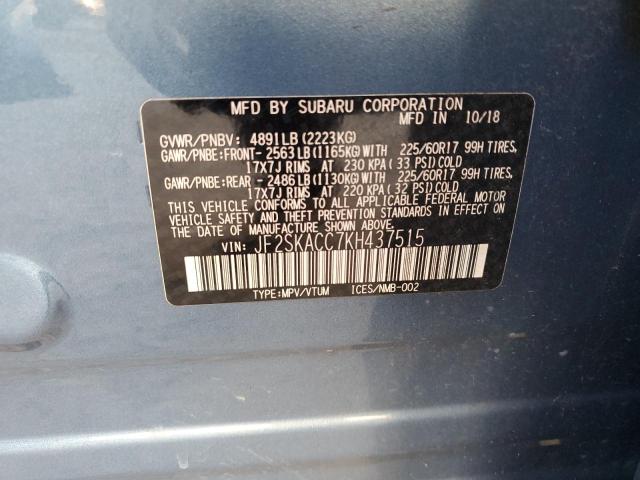 MFD BY SUBARU CORPORATION
MFD IN 10/18
GVWR/PNBV: 4891LB(2223KG)
GAWR/PNBE:FRONT- 2563LB(1165KG)WITH 225/60R17 99H TIRES,
17X7J RIMS AT 230 KPA (33 PSI)COLD
GAWR/PNBE:REAR - 2486LB(1130KG)WITH 225/60R17 99H TIRES,
17X7J RIMS AT 220 KPA (32 PSI)COLD
THIS VEHICLE CONFORMS TO ALL APPLICABLE FEDERAL MOTOR
VEHICLE SAFETY AND THEFT PREVENTION STANDARDS IN EFFECT ON
THE DATE OF MANUFACTURE SHOWN ABOVE.
VIN: JF2SKACC7KH437515
TYPE:MPV/VTUM ICES/NMB-002